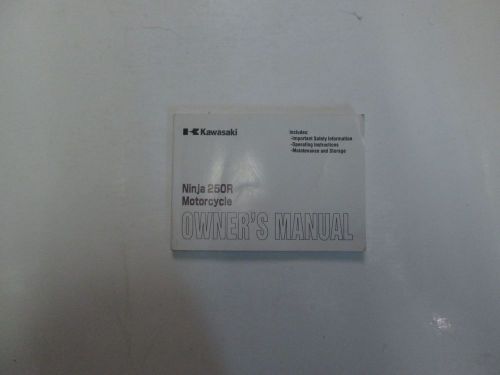 Kawasaki
Includes:
-Important Safety Information
-Operating Instructions
-Maintenance and Storage
Ninja 250R
Motorcycle
OWNER'S MANUAL